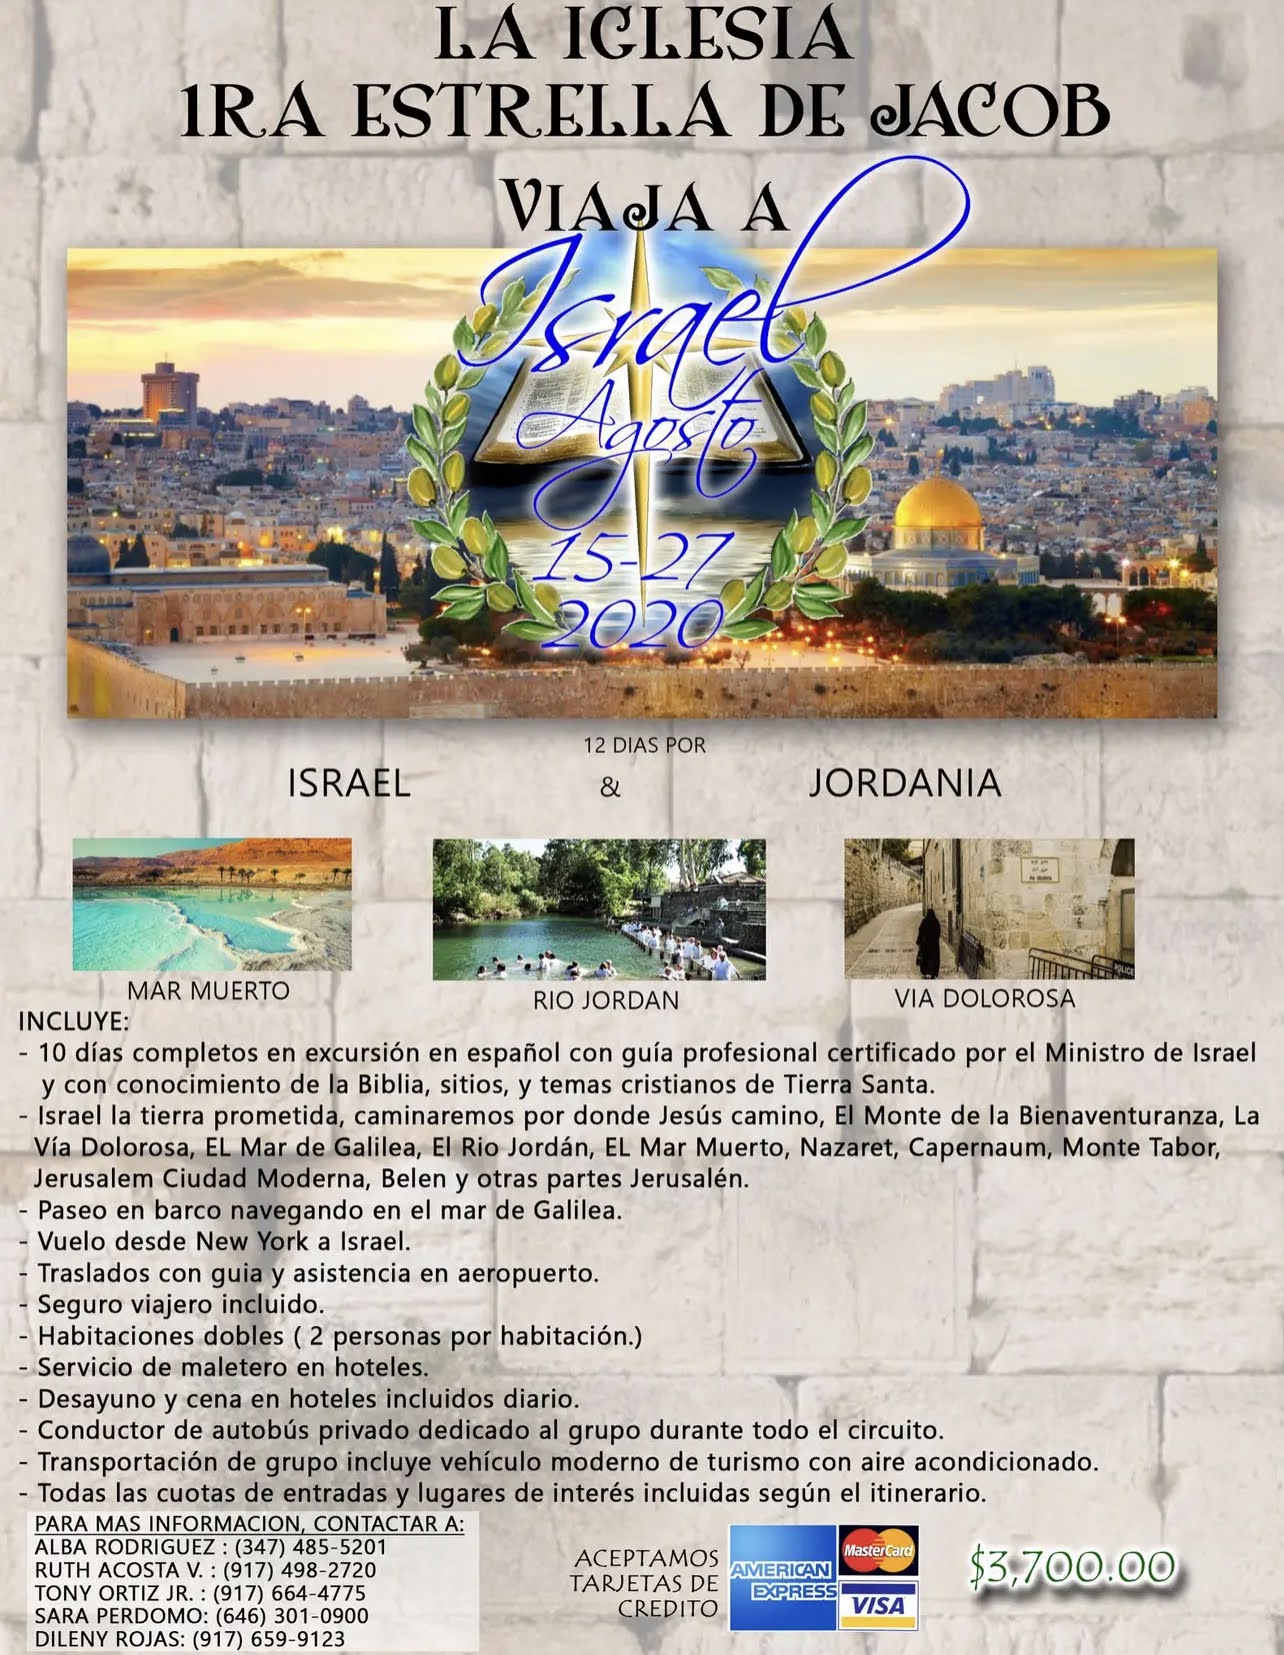 LA IGLESIA
1RA ESTRELLA DE JACOB
VIAJA A
Israel
Agosto
15-27
2020
12 DIAS POR
ISRAEL & JORDANIA
MAR MUERTO
RIO JORDAN
VIA DOLOROSA
INCLUYE:
- 10 días completos en excursión en español con guía profesional certificado por el Ministro de Israel
y con conocimiento de la Biblia, sitios, y temas cristianos de Tierra Santa.
- Israel la tierra prometida, caminaremos por donde Jesús camino, El Monte de la Bienaventuranza, La
Vía Dolorosa, EL Mar de Galilea, El Rio Jordán, EL Mar Muerto, Nazaret, Capernaum, Monte Tabor,
Jerusalem Ciudad Moderna, Belen y otras partes Jerusalén.
- Paseo en barco navegando en el mar de Galilea.
- Vuelo desde New York a Israel.
- Traslados con guia y asistencia en aeropuerto.
- Seguro viajero incluido.
- Habitaciones dobles ( 2 personas por habitación.)
- Servicio de maletero en hoteles.
- Desayuno y cena en hoteles incluidos diario.
- Conductor de autobús privado dedicado al grupo durante todo el circuito.
- Transportación de grupo incluye vehículo moderno de turismo con aire acondicionado.
- Todas las cuotas de entradas y lugares de interés incluidas según el itinerario.
PARA MAS INFORMACION, CONTACTAR A:
ALBA RODRIGUEZ : (347) 485-5201
RUTH ACOSTA V. : (917) 498-2720
TONY ORTIZ JR. : (917) 664-4775
SARA PERDOMO: (646) 301-0900
DILENY ROJAS: (917) 659-9123
ACEPTAMOS
TARJETAS DE
CREDITO
AMERICAN
EXPRESS
MasterCard
VISA
$3,700.00
POLICE